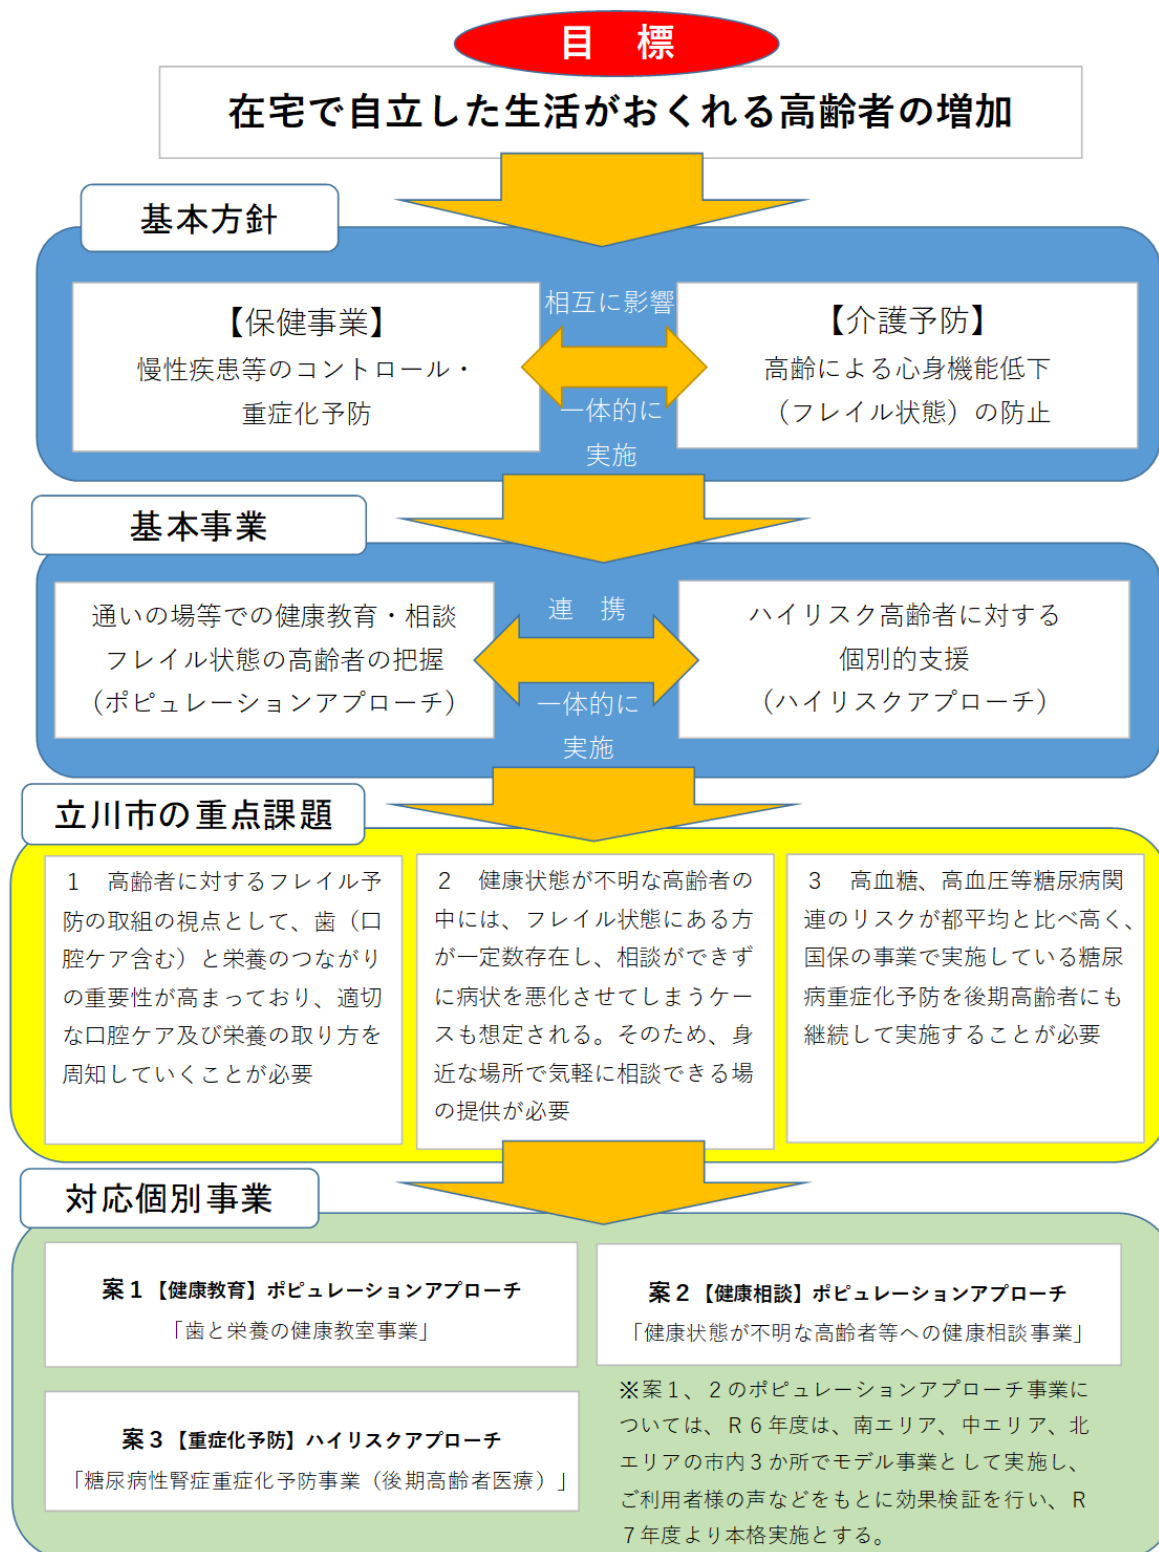 目　標
在宅で自立した生活がおくれる高齢者の増加
基本方針
【保健事業】
慢性疾患等のコントロール・
重症化予防
相互に影響
一体的に
実施
【介護予防】
高齢による心身機能低下
（フレイル状態）の防止
基本事業
通いの場等での健康教育・相談
フレイル状態の高齢者の把握
（ポピュレーションアプローチ）
連　携
一体的に
実施
ハイリスク高齢者に対する
個別的支援
（ハイリスクアプローチ）
立川市の重点課題
１　高齢者に対するフレイル予
防の取組の視点として、歯（口
腔ケア含む）と栄養のつながり
の重要性が高まっており、適切
な口腔ケア及び栄養の取り方を
周知していくことが必要
２　健康状態が不明な高齢者の
中には、フレイル状態にある方
が一定数存在し、相談ができず
に病状を悪化させてしまうケー
スも想定される。そのため、身
近な場所で気軽に相談できる場
の提供が必要
３　高血糖、高血圧等糖尿病関
連のリスクが都平均と比べ高く、
国保の事業で実施している糖尿
病重症化予防を後期高齢者にも
継続して実施することが必要
対応個別事業
案１【健康教育】ポピュレーションアプローチ
「歯と栄養の健康教室事業」
案２【健康相談】ポピュレーションアプローチ
「健康状態が不明な高齢者等への健康相談事業」
案３【重症化予防】ハイリスクアプローチ
「糖尿病性腎症重症化予防事業（後期高齢者医療）」
※案１、２のポピュレーションアプローチ事業に
ついては、Ｒ６年度は、南エリア、中エリア、北
エリアの市内３か所でモデル事業として実施し、
ご利用者様の声などをもとに効果検証を行い、Ｒ
７年度より本格実施とする。